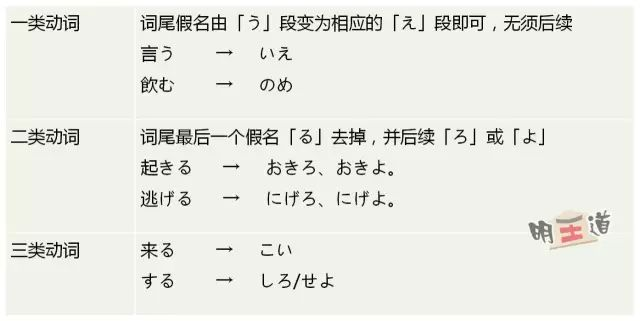 一类动词 词尾假名由「う」段变为相应的「え」段即可，无须后续
言う → いえ
飲む → のめ
二类动词 词尾最后一个假名「る」去掉，并后续「ろ」或「よ」
起きる → おきろ、おきよ。
逃げる → にげろ、にげよ。
三类动词 来る → こい
する → しろ/せよ
明王道